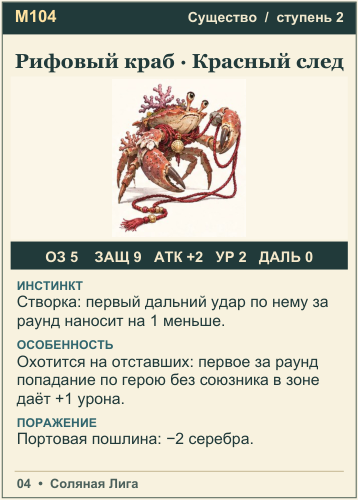 M104
Существо / ступень 2
Рифовый краб · Красный след
ОЗ 5 ЗАЩ 9 АТК +2 УР 2 ДАЛЬ 0
ИНСТИНКТ
Створка: первый дальний удар по нему за
раунд наносит на 1 меньше.
ОСОБЕННОСТЬ
Охотится на отставших: первое за раунд
попадание по герою без союзника в зоне
даёт +1 урона.
ПОРАЖЕНИЕ
Портовая пошлина: −2 серебра.
04 • Соляная Лига